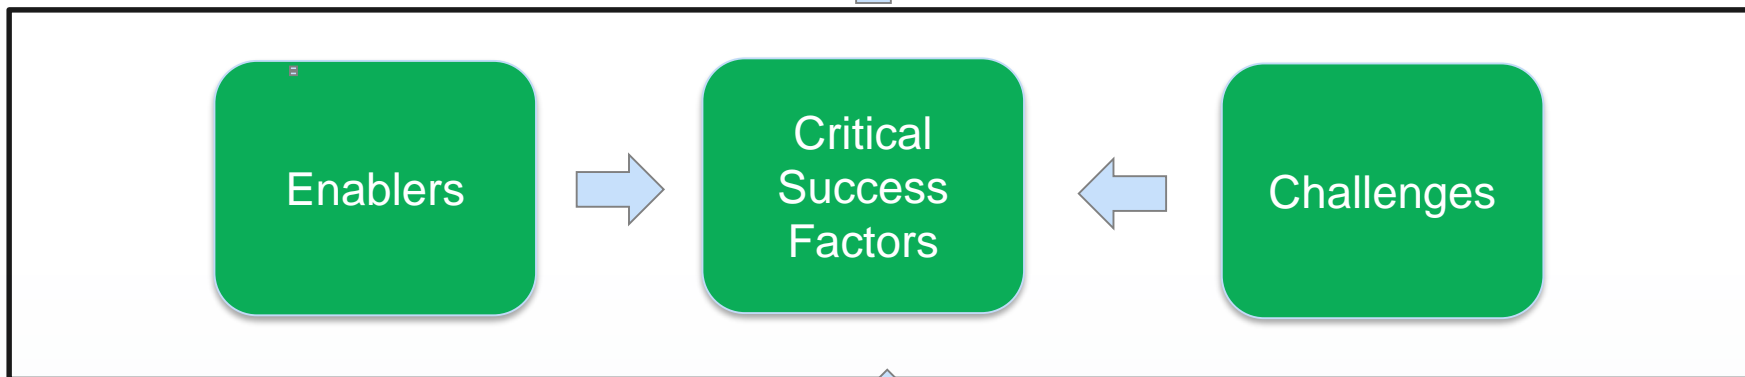 Enablers
Critical
Success
Factors
Challenges